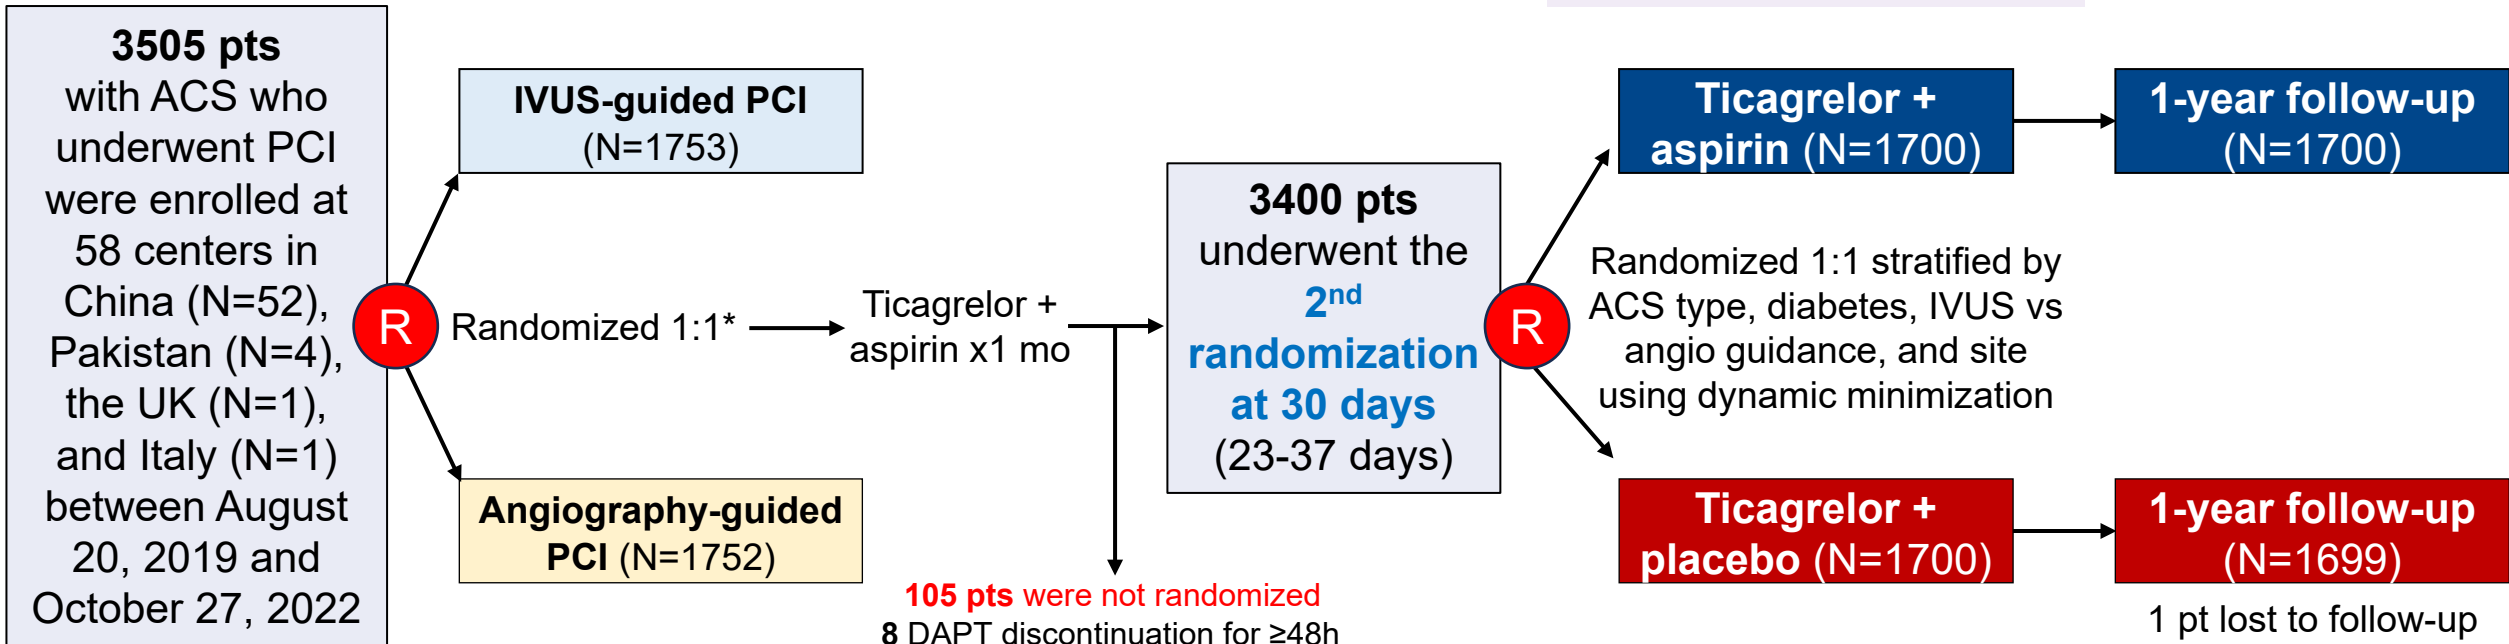 3505 pts
with ACS who
underwent PCI
were enrolled at
58 centers in
China (N=52),
Pakistan (N=4),
the UK (N=1),
and Italy (N=1)
between August
20, 2019 and
October 27, 2022
R
IVUS-guided PCI
(N=1753)
Randomized 1:1*
Angiography-guided
PCI (N=1752)
Ticagrelor +
aspirin x1 mo
105 pts were not randomized
8 DAPT discontinuation for ≥48h
3400 pts
underwent the
2nd
randomization
at 30 days
(23-37 days)
R
Ticagrelor +
aspirin (N=1700)
1-year follow-up
(N=1700)
Randomized 1:1 stratified by
ACS type, diabetes, IVUS vs
angio guidance, and site
using dynamic minimization
Ticagrelor +
placebo (N=1700)
1-year follow-up
(N=1699)
1 pt lost to follow-up